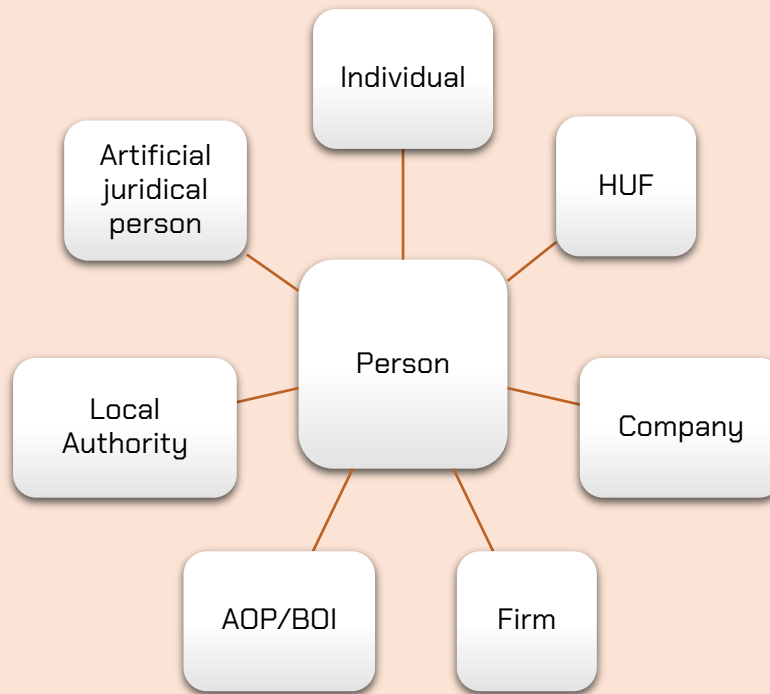 Individual
Artificial
juridical
person
HUF
Person
Local
Authority
Company
AOP/BOI
Firm